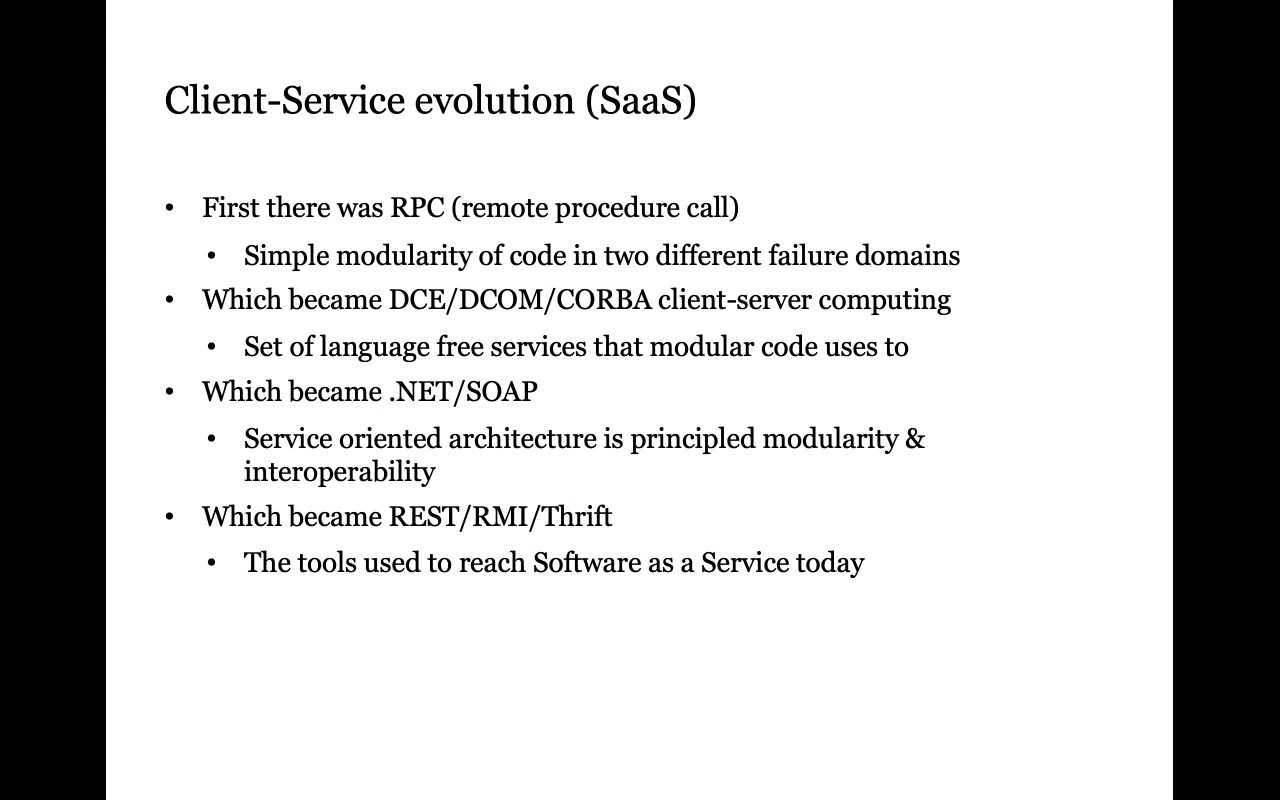 Client-Service evolution (SaaS)
• First there was RPC (remote procedure call)
• Simple modularity of code in two different failure domains
• Which became DCE/DCOM/CORBA client-server computing
• Set of language free services that modular code uses to
• Which became .NET/SOAP
• Service oriented architecture is principled modularity &
interoperability
• Which became REST/RMI/Thrift
• The tools used to reach Software as a Service today